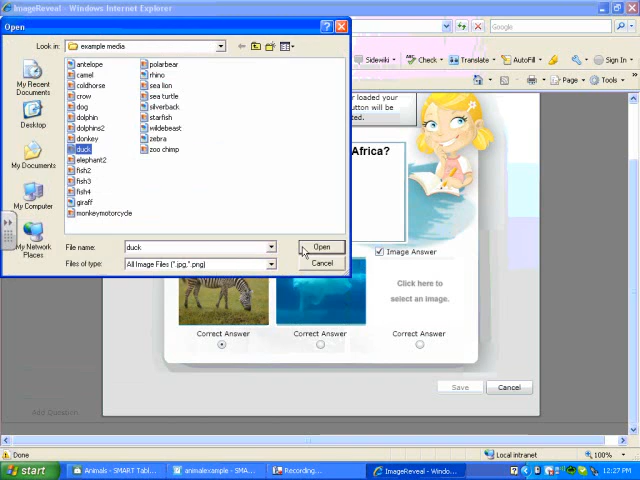 ImageReveal - Windows Internet Explorer
Open
Google
Look in:
example media
Sidewiki
Check
Translate
AutoFill
Sign In
Page
Tools
My Recent
Documents
Desktop
My Documents
My Computer
My Network
Places
antelope
camel
coldhorse
crow
dog
dolphin
dolphins2
donkey
duck
elephant2
fish2
fish3
fish4
giraff
monkeymotorcycle
polarbear
rhino
sea lion
sea turtle
silverback
starfish
wildebeast
zebra
zoo chimp
er loaded your
utton will be
ted.
Africa?
File name:
duck
Open
Files of type:
All Image Files (*.jpg,*.png)
Cancel
Image Answer
Click here to
select an image.
Correct Answer
Correct Answer
Correct Answer
Save
Cancel
Add Question
Done
Local intranet
100%
start
Animals - SMART Tabl...
animalexample - SMA...
Recording...
ImageReveal - Windo...
12:27 PM